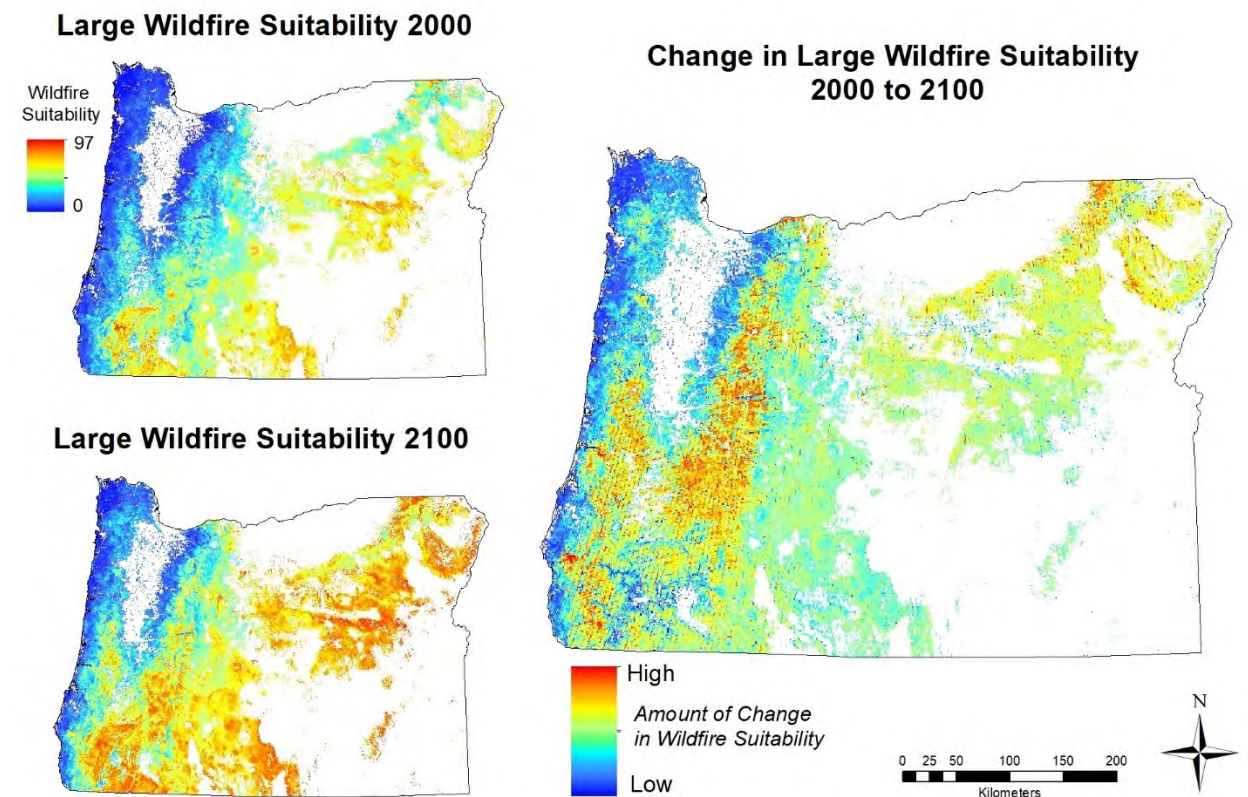 Large Wildfire Suitability 2000
Wildfire
Suitability
97
0
Change in Large Wildfire Suitability
2000 to 2100
Large Wildfire Suitability 2100
High
Amount of Change
in Wildfire Suitability
Low
N
0 25 50 100 150 200
Kilometers